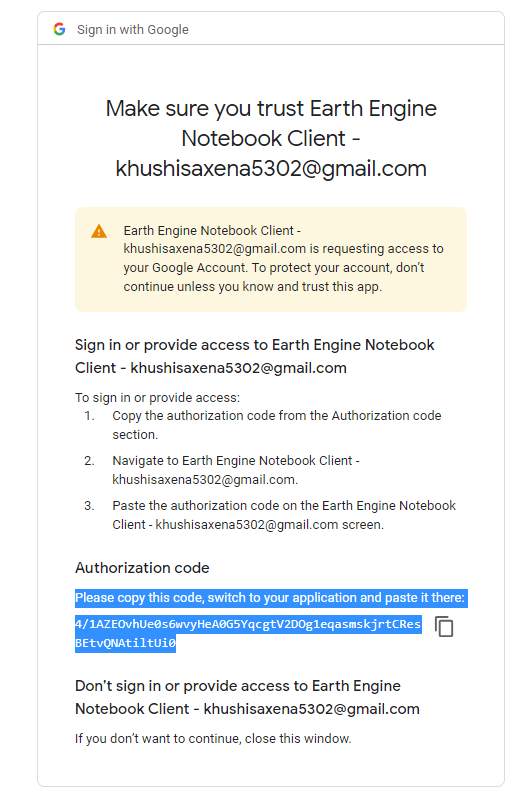 Sign in with Google
Make sure you trust Earth Engine
Notebook Client -
khushisaxena5302@gmail.com
Earth Engine Notebook Client -
khushisaxena5302@gmail.com is requesting access to
your Google Account. To protect your account, don’t
continue unless you know and trust this app.
Sign in or provide access to Earth Engine Notebook
Client - khushisaxena5302@gmail.com
To sign in or provide access:
1. Copy the authorization code from the Authorization code
section.
2. Navigate to Earth Engine Notebook Client -
khushisaxena5302@gmail.com.
3. Paste the authorization code on the Earth Engine Notebook
Client - khushisaxena5302@gmail.com screen.
Authorization code
Please copy this code, switch to your application and paste it there:
4/1AZEOvhUe0s6wvyHeA0G5YqcgtV2DOg1eqasmskjrtCRes
BEtvQNAtiltUi0
Don’t sign in or provide access to Earth Engine
Notebook Client - khushisaxena5302@gmail.com
If you don’t want to continue, close this window.